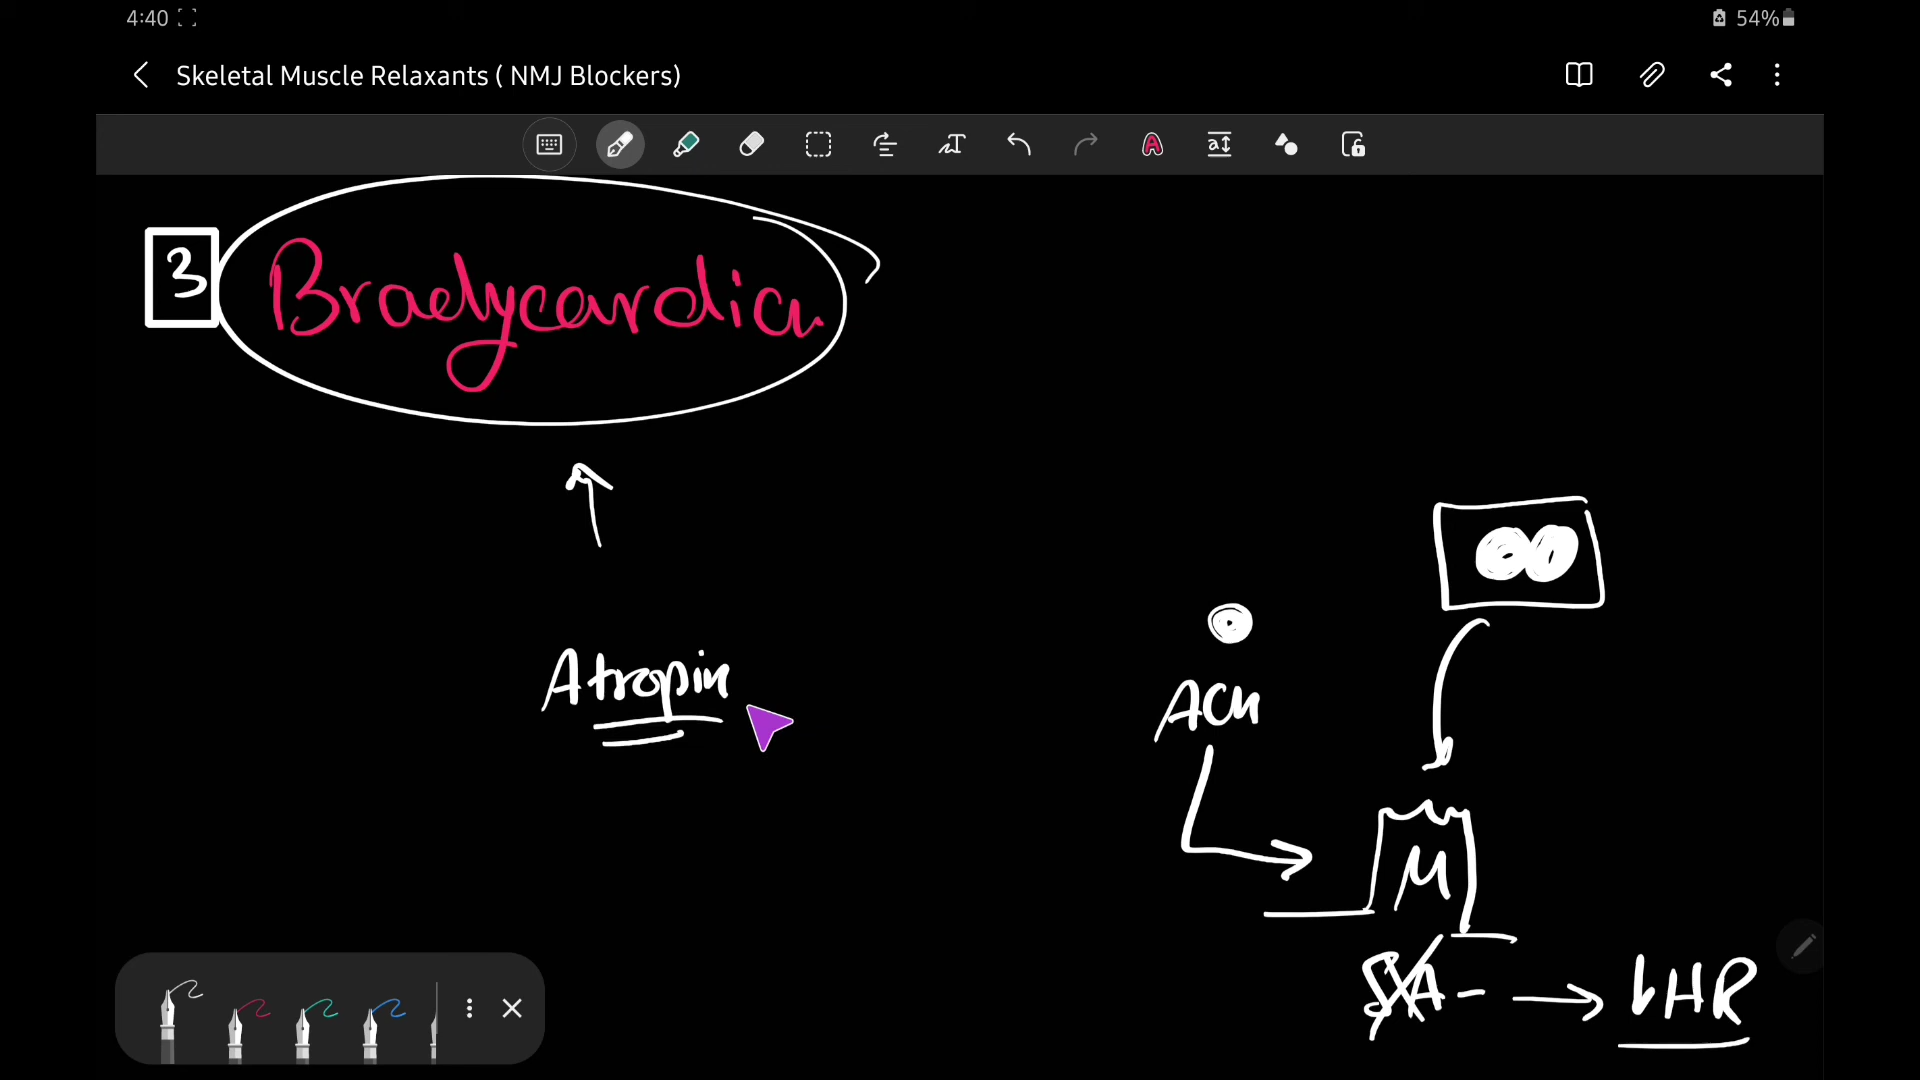 4:40
54%
Skeletal Muscle Relaxants ( NMJ Blockers)
3 Bradycardia
Atropin
ACh
M
SA - → ↓HR